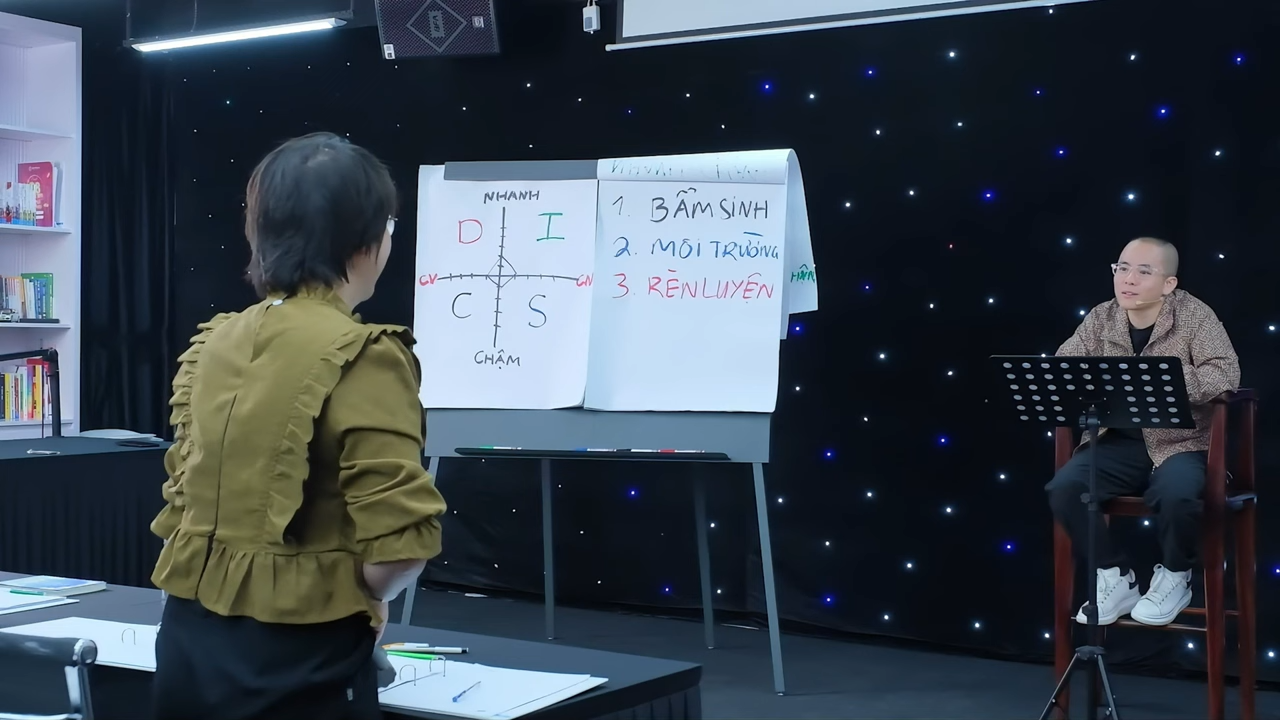 NHANH
D I
CV CN
C S
CHẬM
1. BẨM SINH
2. MÔI TRƯỜNG
3. RÈN LUYỆN